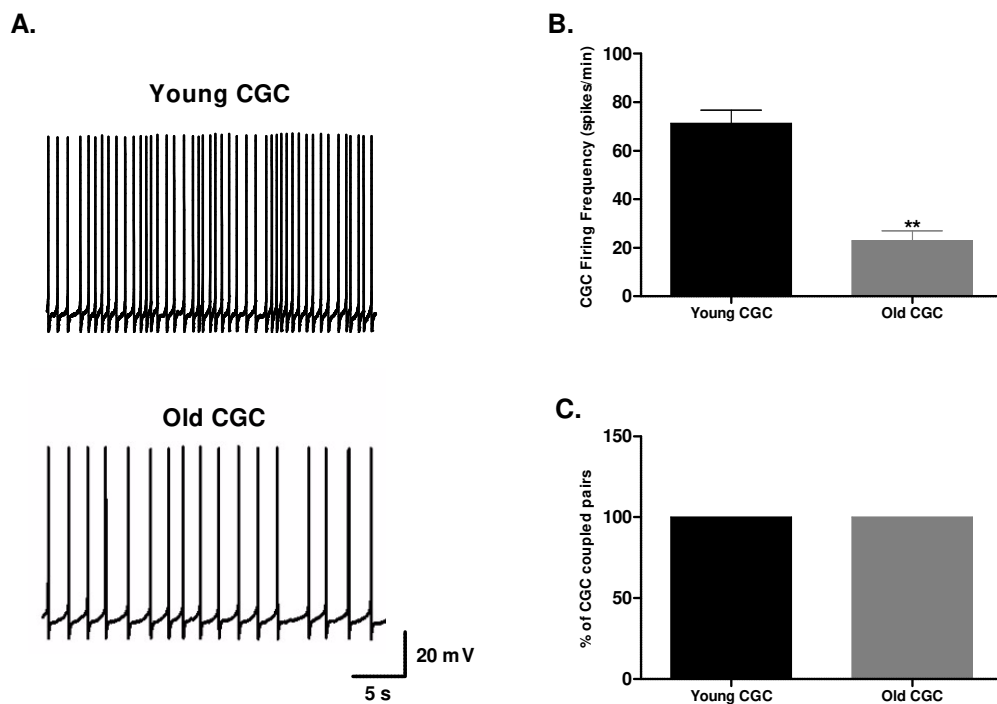 A.
Young CGC
Old CGC
20 mV
5 s
B.
CGC Firing Frequency (spikes/min)
100
80
60
40
20
0
**
Young CGC
Old CGC
C.
% of CGC coupled pairs
150
100
50
0
Young CGC
Old CGC